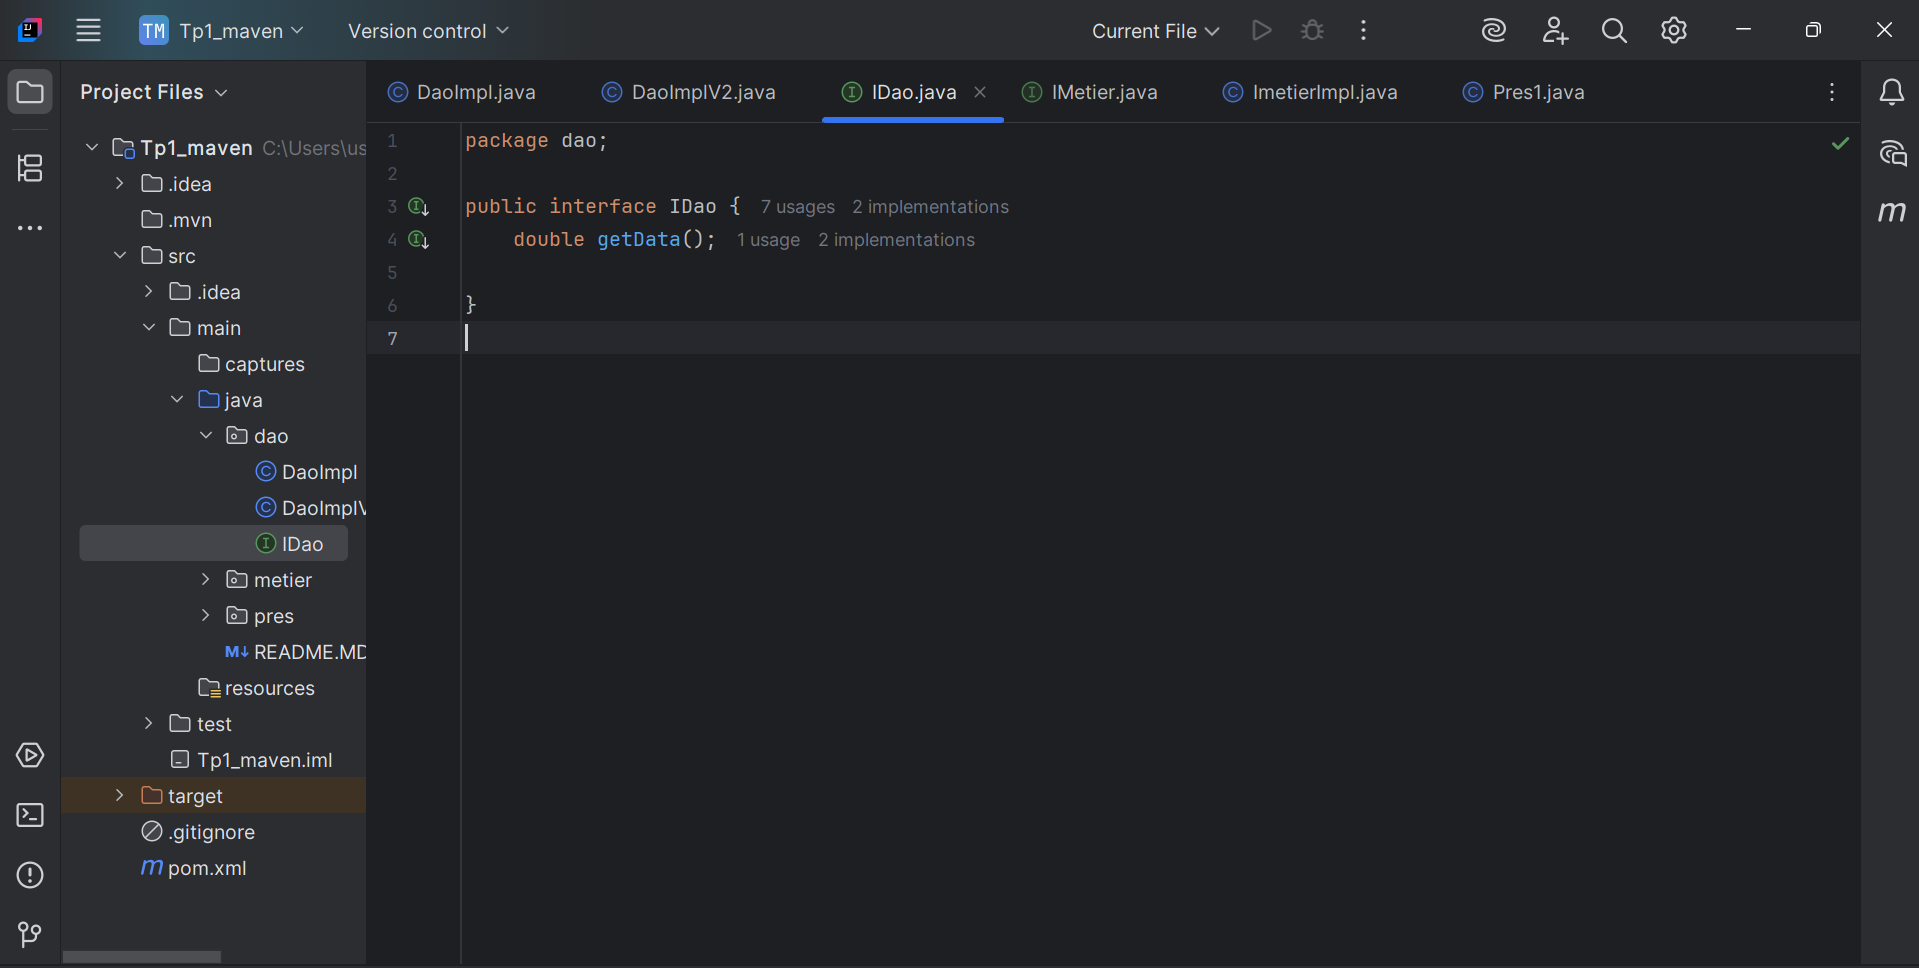 TM Tp1_maven Version control Current File
Project Files
DaoImpl.java DaoImplV2.java IDao.java IMetier.java ImetierImpl.java Pres1.java
Tp1_maven C:\Users\us
.idea
.mvn
src
.idea
main
captures
java
dao
DaoImpl
DaoImplV
IDao
metier
pres
M↓ README.MD
resources
test
Tp1_maven.iml
target
.gitignore
m pom.xml
1 package dao;
2
3 public interface IDao { 7 usages 2 implementations
4 double getData(); 1 usage 2 implementations
5
6 }
7
m